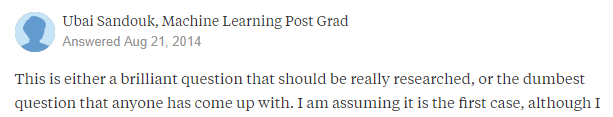 Ubai Sandouk, Machine Learning Post Grad
Answered Aug 21, 2014
This is either a brilliant question that should be really researched, or the dumbest
question that anyone has come up with. I am assuming it is the first case, although I